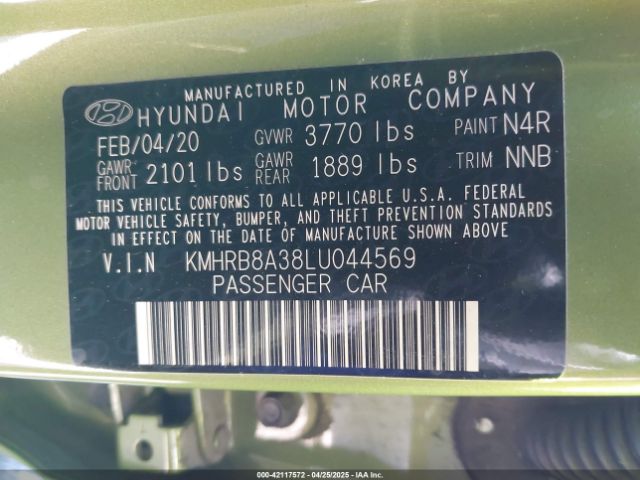 MANUFACTURED IN KOREA BY
HYUNDAI MOTOR COMPANY
FEB/04/20 GVWR 3770 lbs PAINT N4R
GAWR FRONT 2101 lbs GAWR REAR 1889 lbs TRIM NNB
THIS VEHICLE CONFORMS TO ALL APPLICABLE U.S.A. FEDERAL
MOTOR VEHICLE SAFETY, BUMPER, AND THEFT PREVENTION STANDARDS
IN EFFECT ON THE DATE OF MANUFACTURE SHOWN ABOVE
V.I.N KMHRB8A38LU044569
PASSENGER CAR
000-42117572 - 04/25/2025 - IAAI.COM